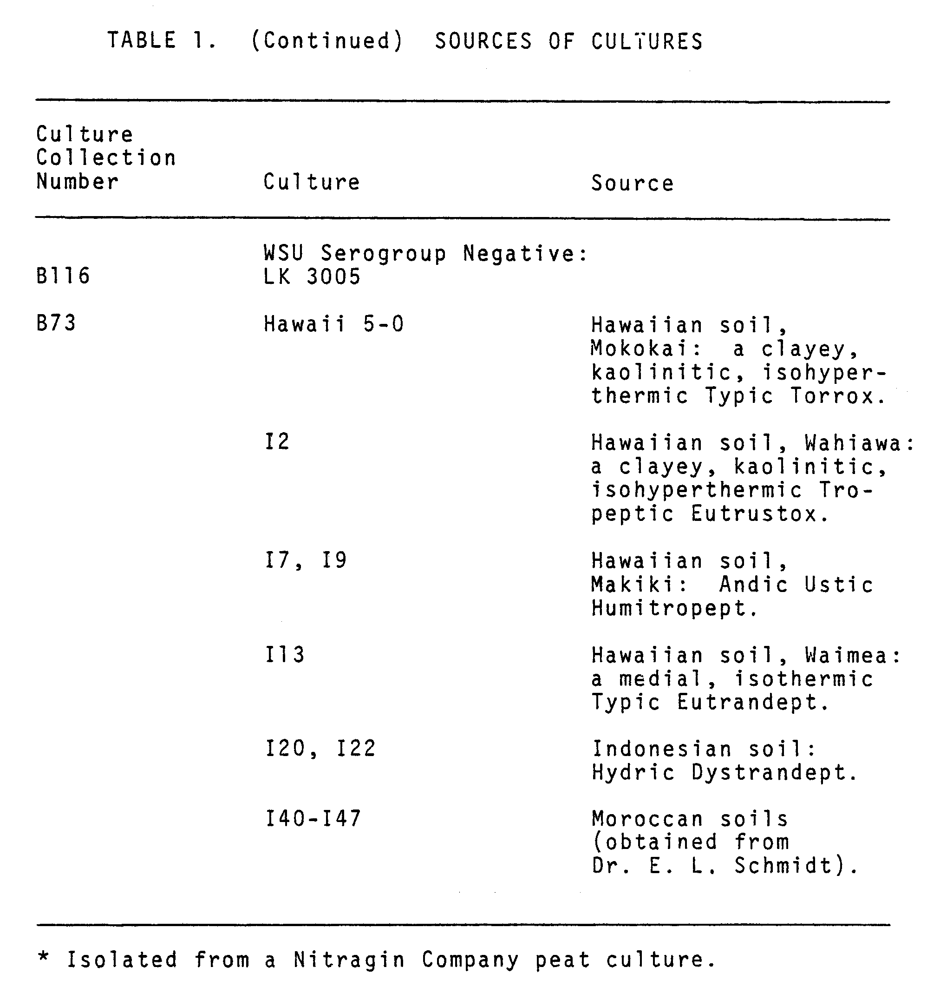 TABLE 1. (Continued) SOURCES OF CULTURES
Culture
Collection
Number Culture Source
WSU Serogroup Negative:
B116 LK 3005
B73 Hawaii 5-0 Hawaiian soil,
Mokokai: a clayey,
kaolinitic, isohyper-
thermic Typic Torrox.
I2 Hawaiian soil, Wahiawa:
a clayey, kaolinitic,
isohyperthermic Tro-
peptic Eutrustox.
I7, I9 Hawaiian soil,
Makiki: Andic Ustic
Humitropept.
I13 Hawaiian soil, Waimea:
a medial, isothermic
Typic Eutrandept.
I20, I22 Indonesian soil:
Hydric Dystrandept.
I40-I47 Moroccan soils
(obtained from
Dr. E. L. Schmidt).
* Isolated from a Nitragin Company peat culture.